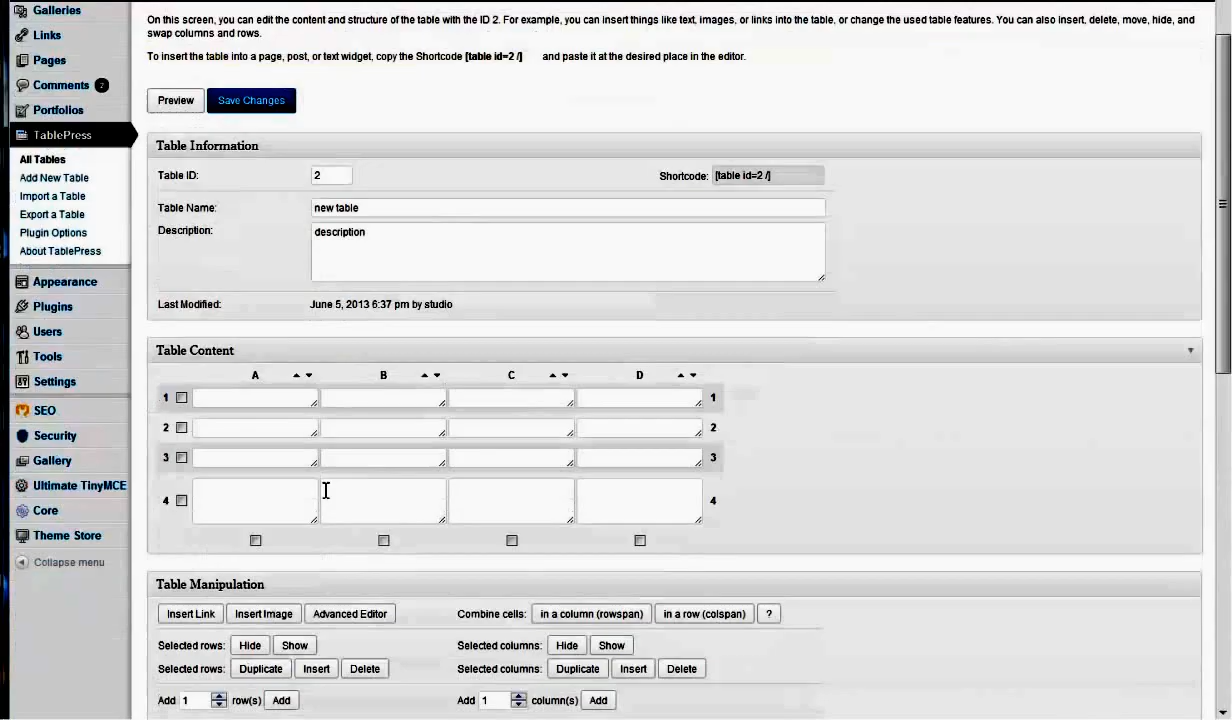 Galleries
Links
Pages
Comments
Portfolios
TablePress
All Tables
Add New Table
Import a Table
Export a Table
Plugin Options
About TablePress
Appearance
Plugins
Users
Tools
Settings
SEO
Security
Gallery
Ultimate TinyMCE
Core
Theme Store
Collapse menu
On this screen, you can edit the content and structure of the table with the ID 2. For example, you can insert things like text, images, or links into the table, or change the used table features. You can also insert, delete, move, hide, and
swap columns and rows.
To insert the table into a page, post, or text widget, copy the Shortcode [table id=2 /] and paste it at the desired place in the editor.
Preview Save Changes
Table Information
Table ID: 2 Shortcode: [table id=2 /]
Table Name: new table
Description: description
Last Modified: June 5, 2013 6:37 pm by studio
Table Content
A B C D
1 1
2 2
3 3
4 4
Table Manipulation
Insert Link Insert Image Advanced Editor Combine cells: in a column (rowspan) in a row (colspan) ?
Selected rows: Hide Show Selected columns: Hide Show
Selected rows: Duplicate Insert Delete Selected columns: Duplicate Insert Delete
Add 1 row(s) Add Add 1 column(s) Add